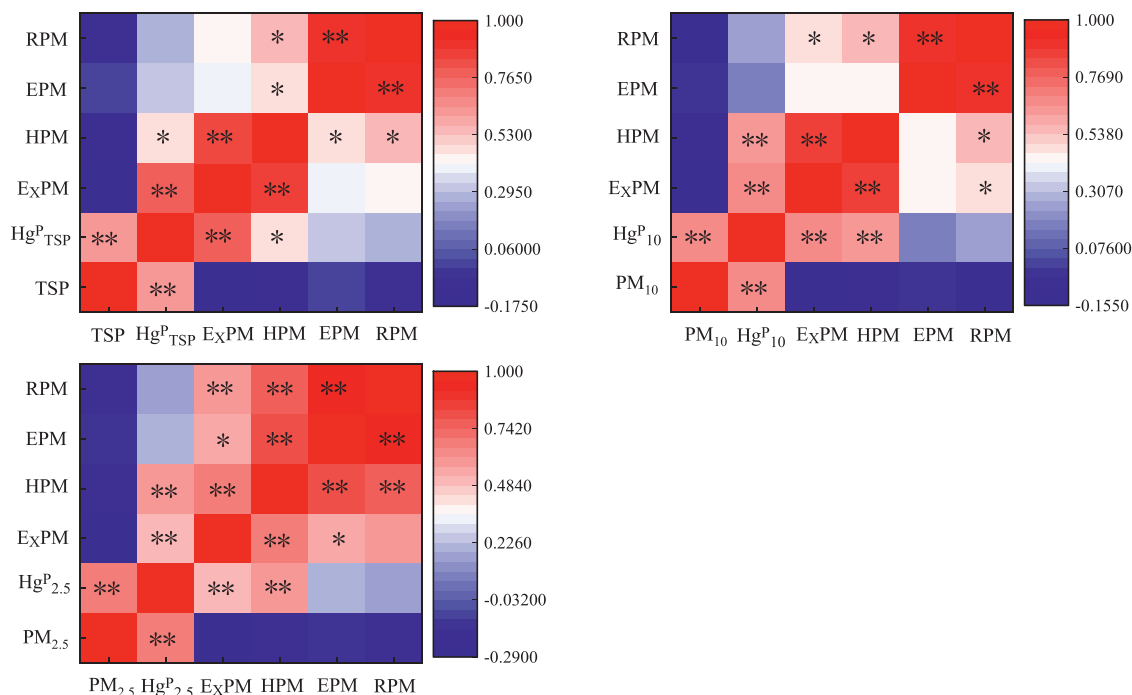 RPM ∗ ∗∗ 1.000
EPM ∗ ∗∗ 0.7650
HPM ∗ ∗∗ ∗ ∗ 0.5300
EXPM ∗∗ ∗∗ 0.2950
HgPTSP ∗∗ ∗∗ ∗ 0.06000
TSP ∗∗ -0.1750
TSP HgPTSP EXPM HPM EPM RPM
RPM ∗ ∗ ∗∗ 1.000
EPM ∗∗ 0.7690
HPM ∗∗ ∗∗ ∗ 0.5380
EXPM ∗∗ ∗∗ ∗ 0.3070
HgP10 ∗∗ ∗∗ ∗∗ 0.07600
PM10 ∗∗ -0.1550
PM10 HgP10 EXPM HPM EPM RPM
RPM ∗∗ ∗∗ ∗∗ 1.000
EPM ∗ ∗∗ ∗∗ 0.7420
HPM ∗∗ ∗∗ ∗∗ ∗∗ 0.4840
EXPM ∗∗ ∗∗ ∗ 0.2260
HgP2.5 ∗∗ ∗∗ ∗∗ -0.03200
PM2.5 ∗∗ -0.2900
PM2.5 HgP2.5 EXPM HPM EPM RPM